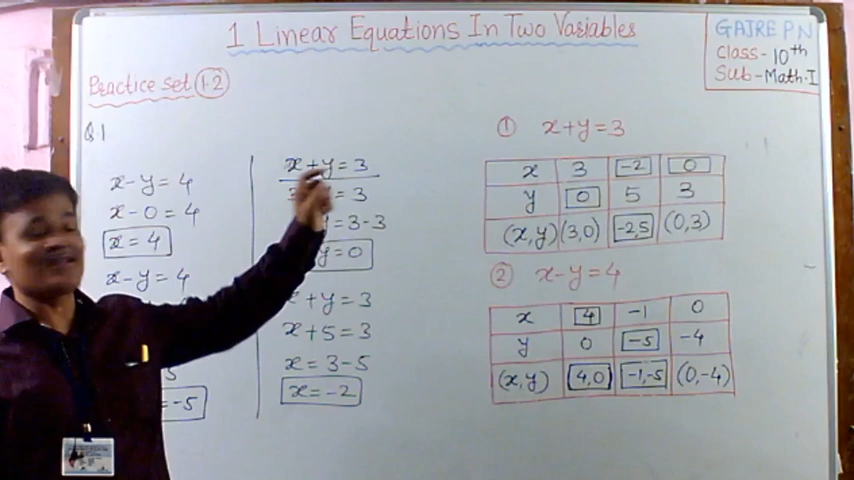 1 Linear Equations In Two Variables
GAJRE P N
Class - 10th
Sub - Math-I
Practice set 1.2
Q.1
x - y = 4
x - 0 = 4
x = 4
x - y = 4
5
= -5
x + y = 3
3 = 3
= 3 - 3
y = 0
x + y = 3
x + 5 = 3
x = 3 - 5
x = -2
① x + y = 3
x 3 -2 0
y 0 5 3
(x, y) (3, 0) -2, 5 (0, 3)
② x - y = 4
x 4 -1 0
y 0 -5 -4
(x, y) 4, 0 -1, -5 (0, -4)